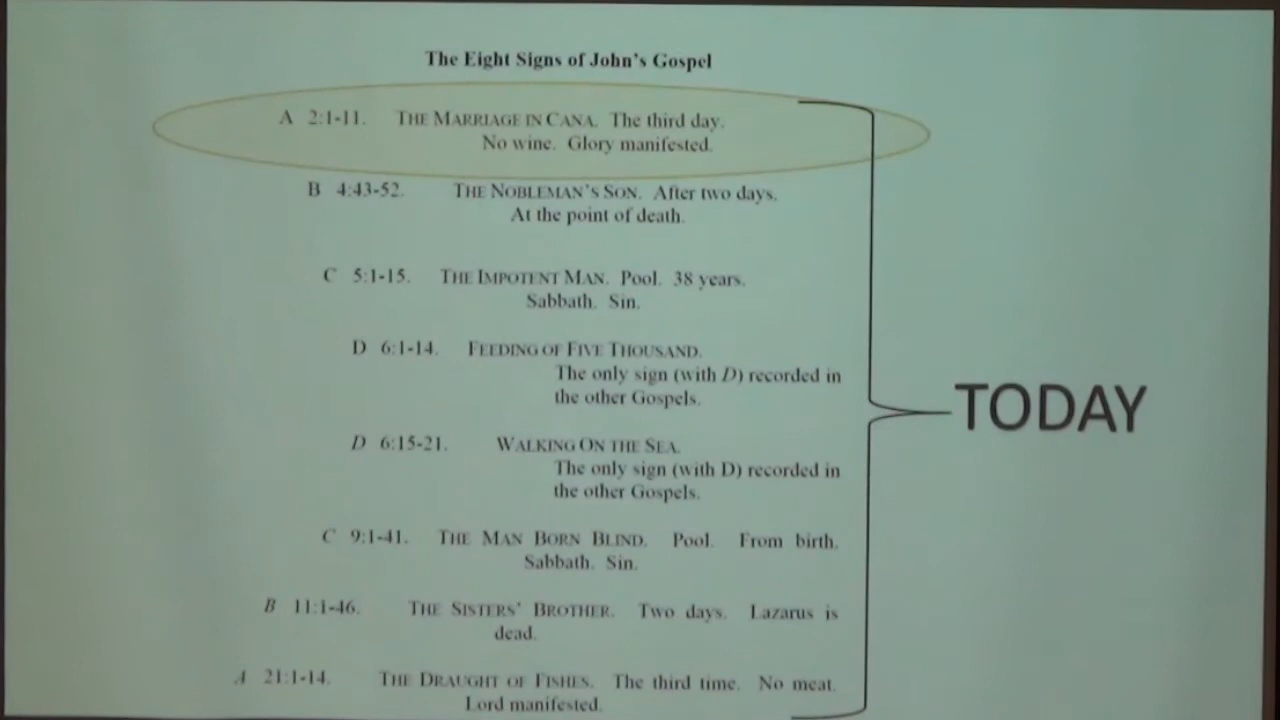 The Eight Signs of John's Gospel
A 2:1-11. THE MARRIAGE IN CANA. The third day.
No wine. Glory manifested.
B 4:43-52. THE NOBLEMAN'S SON. After two days.
At the point of death.
C 5:1-15. THE IMPOTENT MAN. Pool. 38 years.
Sabbath. Sin.
D 6:1-14. FEEDING OF FIVE THOUSAND.
The only sign (with D) recorded in
the other Gospels.
TODAY
D 6:15-21. WALKING ON THE SEA.
The only sign (with D) recorded in
the other Gospels.
C 9:1-41. THE MAN BORN BLIND. Pool. From birth.
Sabbath. Sin.
B 11:1-46. THE SISTERS' BROTHER. Two days. Lazarus is
dead.
A 21:1-14. THE DRAUGHT OF FISHES. The third time. No meat.
Lord manifested.